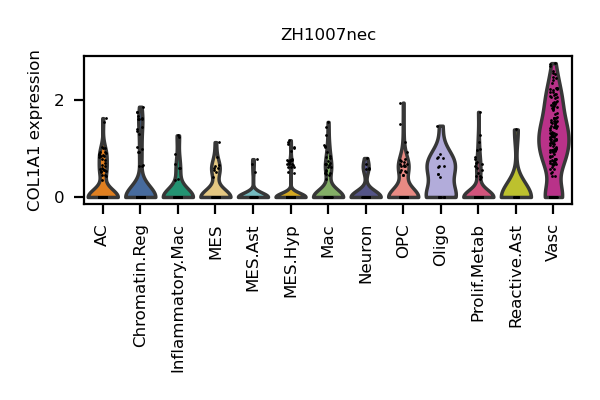 ZH1007nec
COL1A1 expression
2
0
AC
Chromatin.Reg
Inflammatory.Mac
MES
MES.Ast
MES.Hyp
Mac
Neuron
OPC
Oligo
Prolif.Metab
Reactive.Ast
Vasc